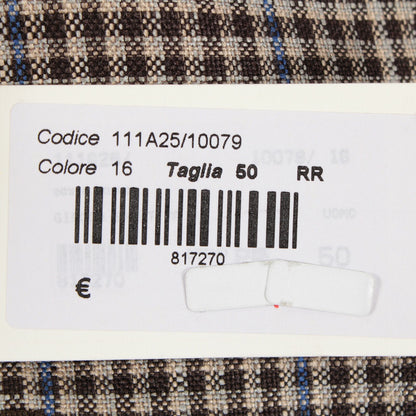 Codice 111A25/10079
Colore 16 Taglia 50 RR
817270
€